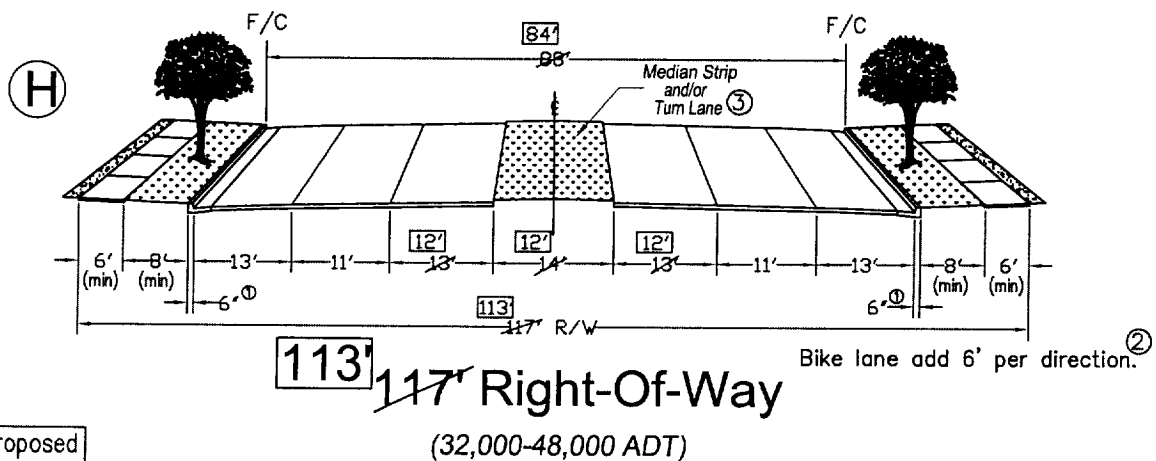 F/C
84'
88'
F/C
H
Median Strip
and/or
Turn Lane ③
℄
12' 12' 12'
6' 8' 13' 11' 13' 14' 13' 11' 13' 8' 6'
(min) (min) (min) (min)
6" ① 6" ①
113
117' R/W
Bike lane add 6' per direction. ②
113' 117' Right-Of-Way
(32,000-48,000 ADT)
roposed